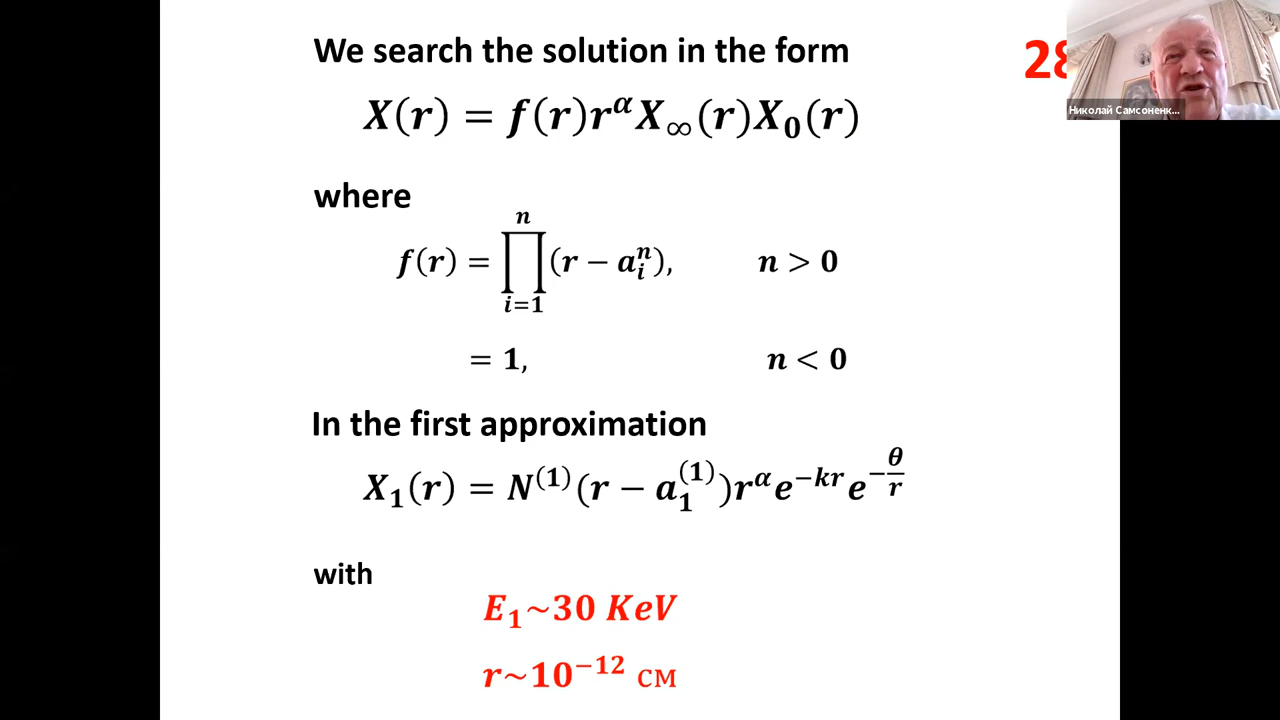 We search the solution in the form
28
Николай Самсоненк...
X(r) = f(r)r^α X_∞(r)X_0(r)
where
f(r) = ∏_{i=1}^{n} (r − a_i^n), n > 0
= 1, n < 0
In the first approximation
X_1(r) = N^{(1)}(r − a_1^{(1)})r^α e^{−kr} e^{−θ/r}
with
E_1~30 KeV
r~10^{−12} см